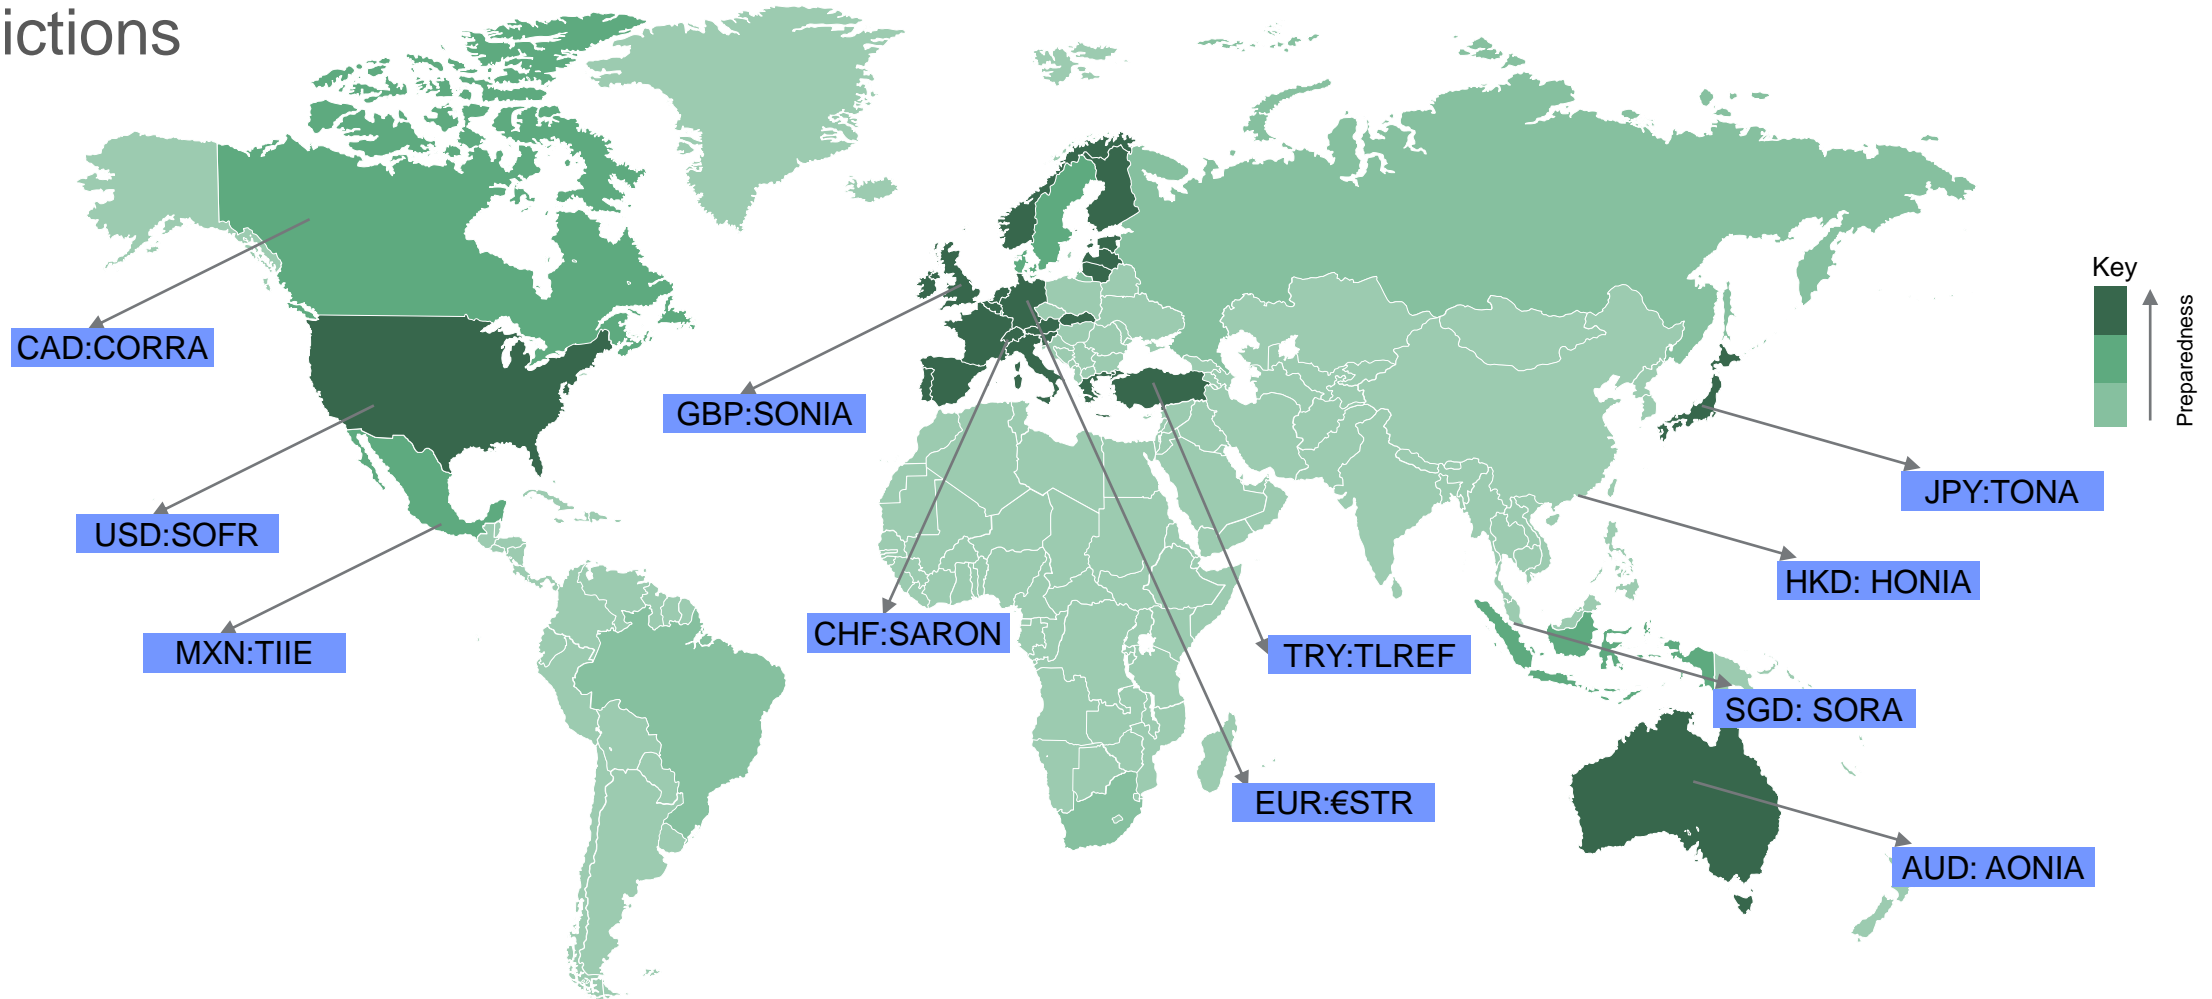 ictions
Key
Preparedness
CAD:CORRA
GBP:SONIA
JPY:TONA
USD:SOFR
HKD: HONIA
CHF:SARON
MXN:TIIE
TRY:TLREF
SGD: SORA
EUR:€STR
AUD: AONIA